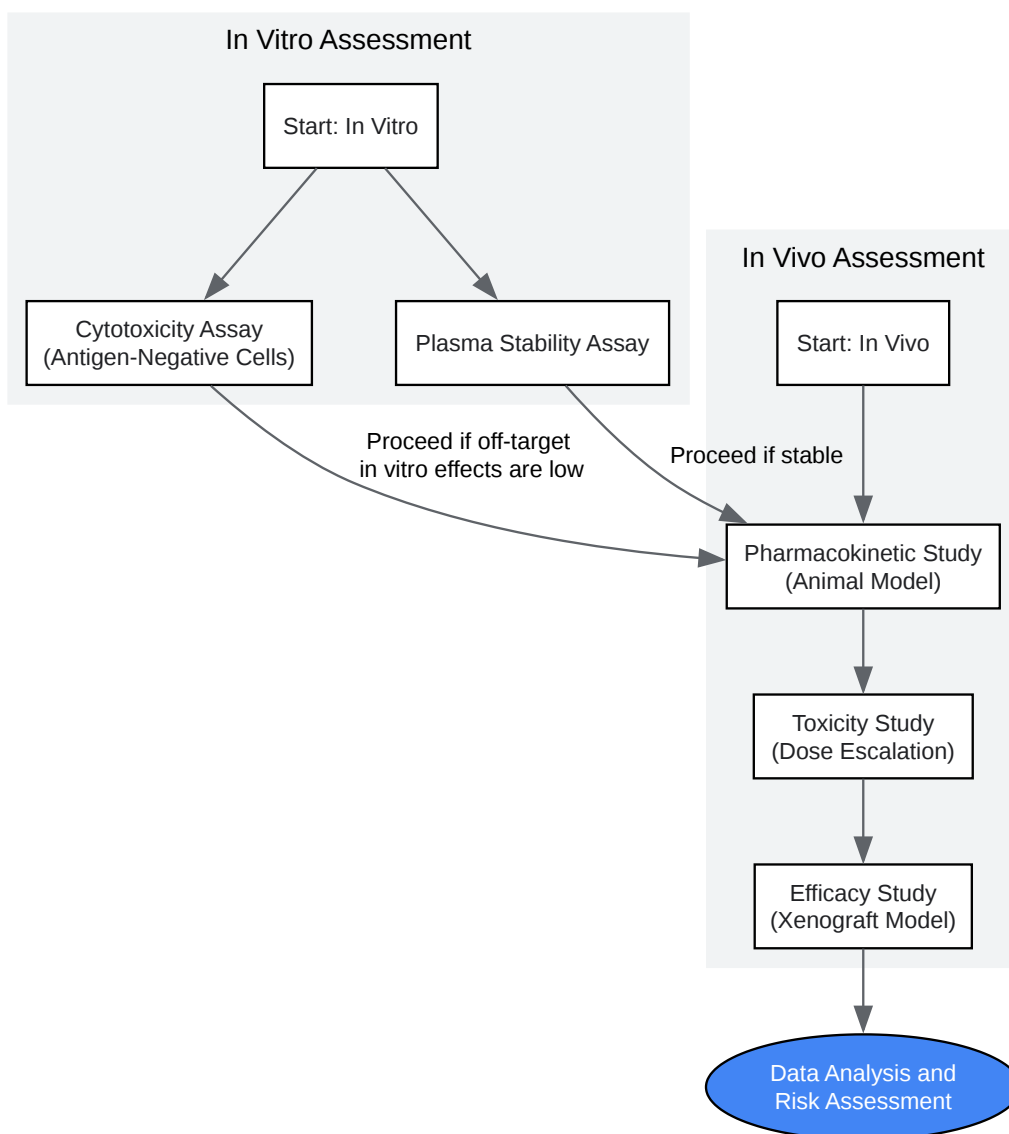 In Vitro Assessment
Start: In Vitro
Cytotoxicity Assay
(Antigen-Negative Cells)
Plasma Stability Assay
In Vivo Assessment
Start: In Vivo
Proceed if off-target
in vitro effects are low
Proceed if stable
Pharmacokinetic Study
(Animal Model)
Toxicity Study
(Dose Escalation)
Efficacy Study
(Xenograft Model)
Data Analysis and
Risk Assessment